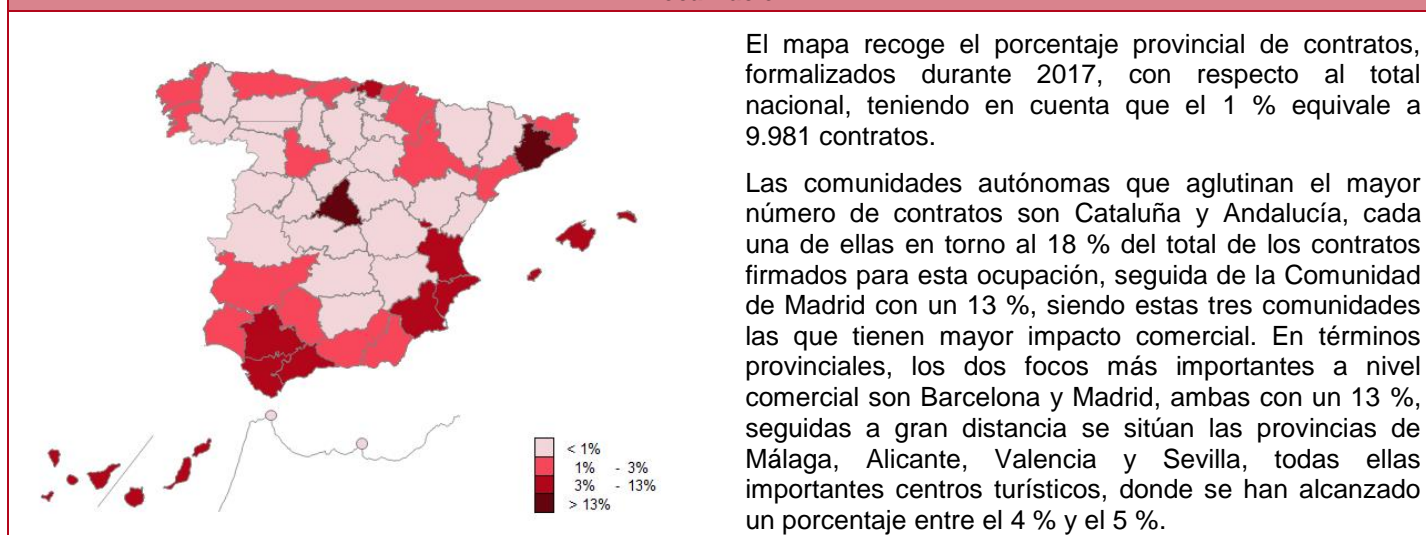 El mapa recoge el porcentaje provincial de contratos,
formalizados durante 2017, con respecto al total
nacional, teniendo en cuenta que el 1 % equivale a
9.981 contratos.
Las comunidades autónomas que aglutinan el mayor
número de contratos son Cataluña y Andalucía, cada
una de ellas en torno al 18 % del total de los contratos
firmados para esta ocupación, seguida de la Comunidad
de Madrid con un 13 %, siendo estas tres comunidades
las que tienen mayor impacto comercial. En términos
provinciales, los dos focos más importantes a nivel
comercial son Barcelona y Madrid, ambas con un 13 %,
seguidas a gran distancia se sitúan las provincias de
Málaga, Alicante, Valencia y Sevilla, todas ellas
importantes centros turísticos, donde se han alcanzado
un porcentaje entre el 4 % y el 5 %.
< 1%
1% - 3%
3% - 13%
> 13%